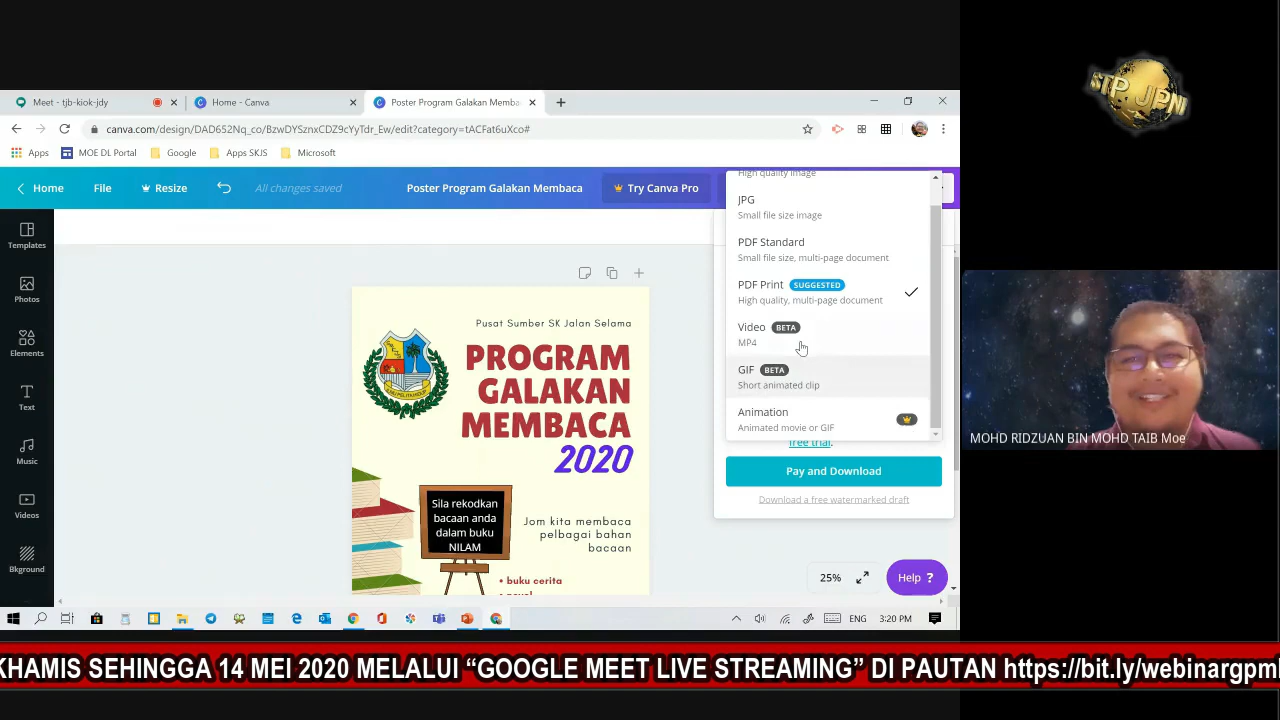 Meet - tjb-kiok-jdy
Home - Canva
Poster Program Galakan Memba
canva.com/design/DAD652Nq_co/BzwDYSznxCDZ9cYyTdr_Ew/edit?category=tACFat6uXco#
Apps MOE DL Portal Google Apps SKJS Microsoft
Home File Resize All changes saved Poster Program Galakan Membaca Try Canva Pro
Templates
Photos
Elements
Text
Music
Videos
Bkground
High quality image
JPG
Small file size image
PDF Standard
Small file size, multi-page document
PDF Print SUGGESTED
High quality, multi-page document
Video BETA
MP4
GIF BETA
Short animated clip
Animation
Animated movie or GIF
free trial.
Pay and Download
Download a free watermarked draft
Pusat Sumber SK Jalan Selama
PROGRAM
GALAKAN
MEMBACA
2020
Sila rekodkan
bacaan anda
dalam buku
NILAM
Jom kita membaca
pelbagai bahan
bacaan
• buku cerita
25%
Help ?
ENG 3:20 PM
MOHD RIDZUAN BIN MOHD TAIB Moe
KHAMIS SEHINGGA 14 MEI 2020 MELALUI “GOOGLE MEET LIVE STREAMING” DI PAUTAN https://bit.ly/webinargpm